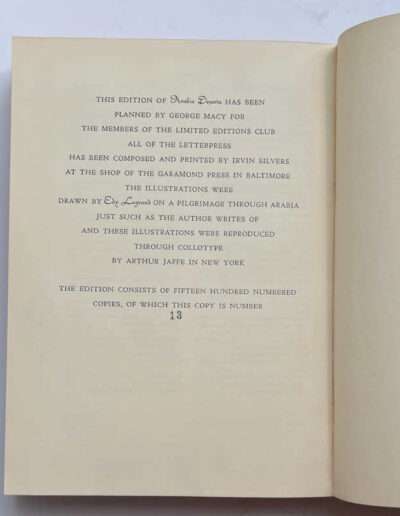 THIS EDITION OF Arabia Deserta HAS BEEN
PLANNED BY GEORGE MACY FOR
THE MEMBERS OF THE LIMITED EDITIONS CLUB
ALL OF THE LETTERPRESS
HAS BEEN COMPOSED AND PRINTED BY IRVIN SILVERS
AT THE SHOP OF THE GARAMOND PRESS IN BALTIMORE
THE ILLUSTRATIONS WERE
DRAWN BY Edy Legrand ON A PILGRIMAGE THROUGH ARABIA
JUST SUCH AS THE AUTHOR WRITES OF
AND THESE ILLUSTRATIONS WERE REPRODUCED
THROUGH COLLOTYPE
BY ARTHUR JAFFE IN NEW YORK
THE EDITION CONSISTS OF FIFTEEN HUNDRED NUMBERED
COPIES, OF WHICH THIS COPY IS NUMBER
13